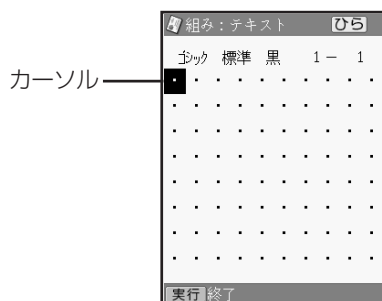 組み：テキスト ひら
ゴシック 標準 黒 1－ 1
カーソル
実行 終了